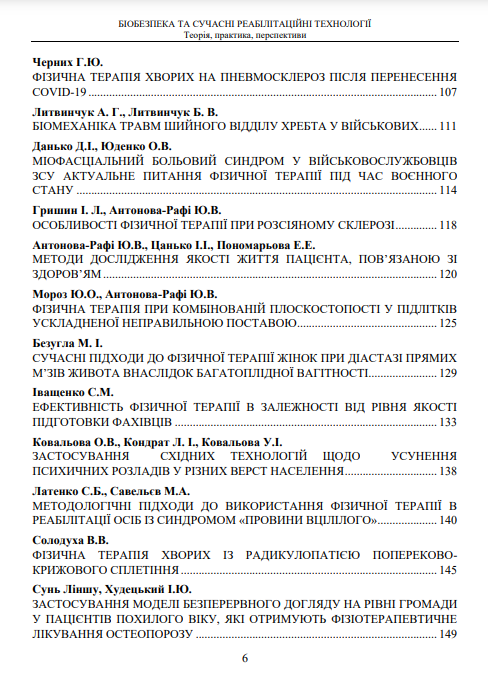 БІОБЕЗПЕКА ТА СУЧАСНІ РЕАБІЛІТАЦІЙНІ ТЕХНОЛОГІЇ
Теорія, практика, перспективи
Черних Г.Ю.
ФІЗИЧНА ТЕРАПІЯ ХВОРИХ НА ПНЕВМОСКЛЕРОЗ ПІСЛЯ ПЕРЕНЕСЕННЯ
COVID-19 ........................................................................................ 107
Литвинчук А. Г., Литвинчук Б. В.
БІОМЕХАНІКА ТРАВМ ШИЙНОГО ВІДДІЛУ ХРЕБТА У ВІЙСЬКОВИХ...... 111
Данько Д.І., Юденко О.В.
МІОФАСЦІАЛЬНИЙ БОЛЬОВИЙ СИНДРОМ У ВІЙСЬКОВОСЛУЖБОВЦІВ
ЗСУ АКТУАЛЬНЕ ПИТАННЯ ФІЗИЧНОЇ ТЕРАПІЇ ПІД ЧАС ВОЄННОГО
СТАНУ ........................................................................................... 114
Гришин І. Л., Антонова-Рафі Ю.В.
ОСОБЛИВОСТІ ФІЗИЧНОЇ ТЕРАПІЇ ПРИ РОЗСІЯНОМУ СКЛЕРОЗІ............. 118
Антонова-Рафі Ю.В., Цанько І.І., Пономарьова Е.Е.
МЕТОДИ ДОСЛІДЖЕННЯ ЯКОСТІ ЖИТТЯ ПАЦІЄНТА, ПОВ’ЯЗАНОЮ ЗІ
ЗДОРОВ’ЯМ ..................................................................................... 120
Мороз Ю.О., Антонова-Рафі Ю.В.
ФІЗИЧНА ТЕРАПІЯ ПРИ КОМБІНОВАНІЙ ПЛОСКОСТОПОСТІ У ПІДЛІТКІВ
УСКЛАДНЕНОЇ НЕПРАВИЛЬНОЮ ПОСТАВОЮ..................................... 125
Безугла М. І.
СУЧАСНІ ПІДХОДИ ДО ФІЗИЧНОЇ ТЕРАПІЇ ЖІНОК ПРИ ДІАСТАЗІ ПРЯМИХ
М’ЗІВ ЖИВОТА ВНАСЛІДОК БАГАТОПЛІДНОЇ ВАГІТНОСТІ.................... 129
Іващенко С.М.
ЕФЕКТИВНІСТЬ ФІЗИЧНОЇ ТЕРАПІЇ В ЗАЛЕЖНОСТІ ВІД РІВНЯ ЯКОСТІ
ПІДГОТОВКИ ФАХІВЦІВ ................................................................... 133
Ковальова О.В., Кондрат Л. І., Ковальова У.І.
ЗАСТОСУВАННЯ СХІДНИХ ТЕХНОЛОГІЙ ЩОДО УСУНЕННЯ
ПСИХИЧНИХ РОЗЛАДІВ У РІЗНИХ ВЕРСТ НАСЕЛЕННЯ......................... 138
Латенко С.Б., Савельєв М.А.
МЕТОДОЛОГІЧНІ ПІДХОДИ ДО ВИКОРИСТАННЯ ФІЗИЧНОЇ ТЕРАПІЇ В
РЕАБІЛІТАЦІЇ ОСІБ ІЗ СИНДРОМОМ «ПРОВИНИ ВЦІЛІЛОГО»................. 140
Солодуха В.В.
ФІЗИЧНА ТЕРАПІЯ ХВОРИХ ІЗ РАДИКУЛОПАТІЄЮ ПОПЕРЕКОВО-
КРИЖОВОГО СПЛЕТІННЯ ................................................................. 145
Сунь Ліншу, Худецький І.Ю.
ЗАСТОСУВАННЯ МОДЕЛІ БЕЗПЕРЕРВНОГО ДОГЛЯДУ НА РІВНІ ГРОМАДИ
У ПАЦІЄНТІВ ПОХИЛОГО ВІКУ, ЯКІ ОТРИМУЮТЬ ФІЗІОТЕРАПЕВТИЧНЕ
ЛІКУВАННЯ ОСТЕОПОРОЗУ .............................................................. 149
6